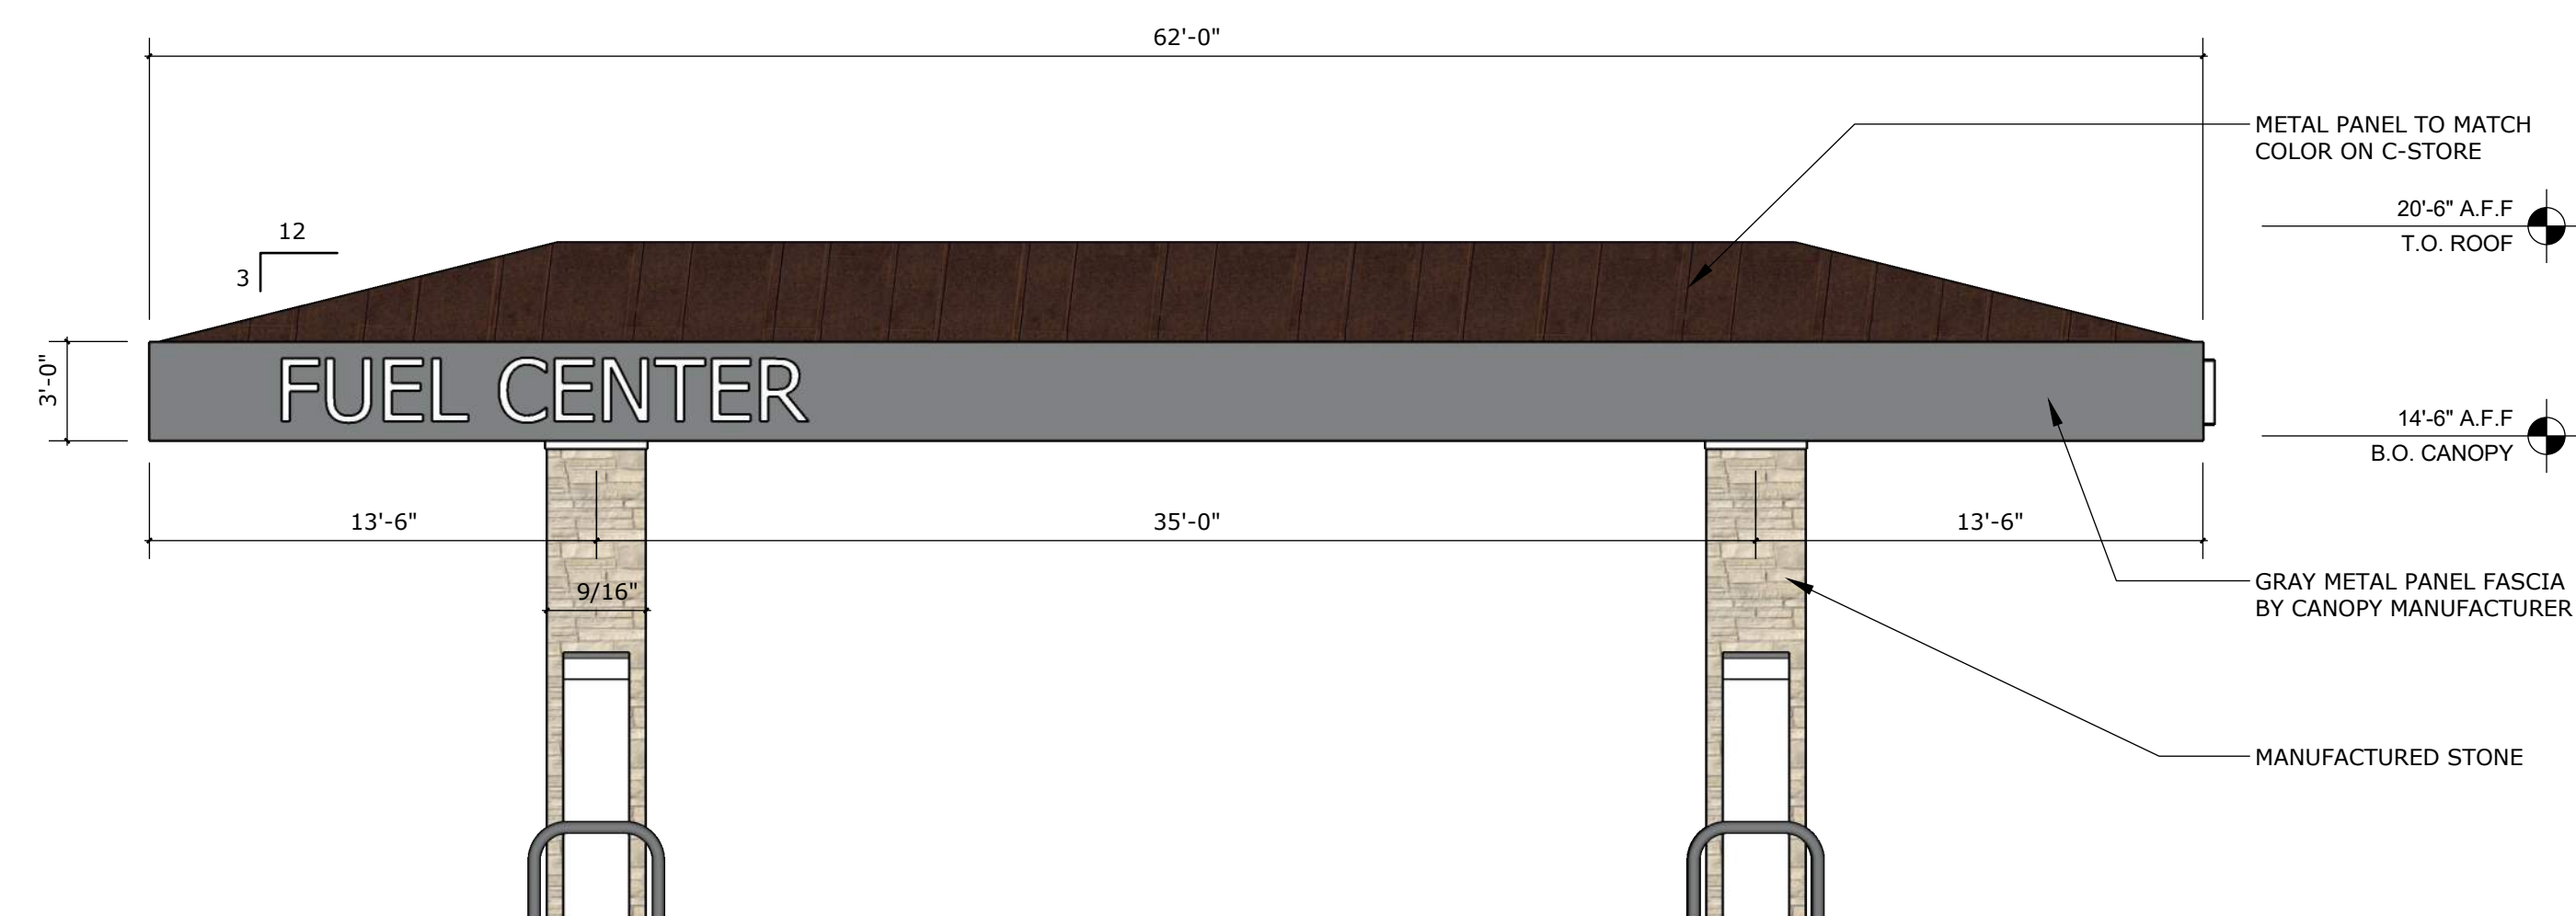 62'-0"
METAL PANEL TO MATCH
COLOR ON C-STORE
20'-6" A.F.F
T.O. ROOF
12
3
3'-0"
FUEL CENTER
14'-6" A.F.F
B.O. CANOPY
13'-6"
35'-0"
13'-6"
9/16"
GRAY METAL PANEL FASCIA
BY CANOPY MANUFACTURER
MANUFACTURED STONE